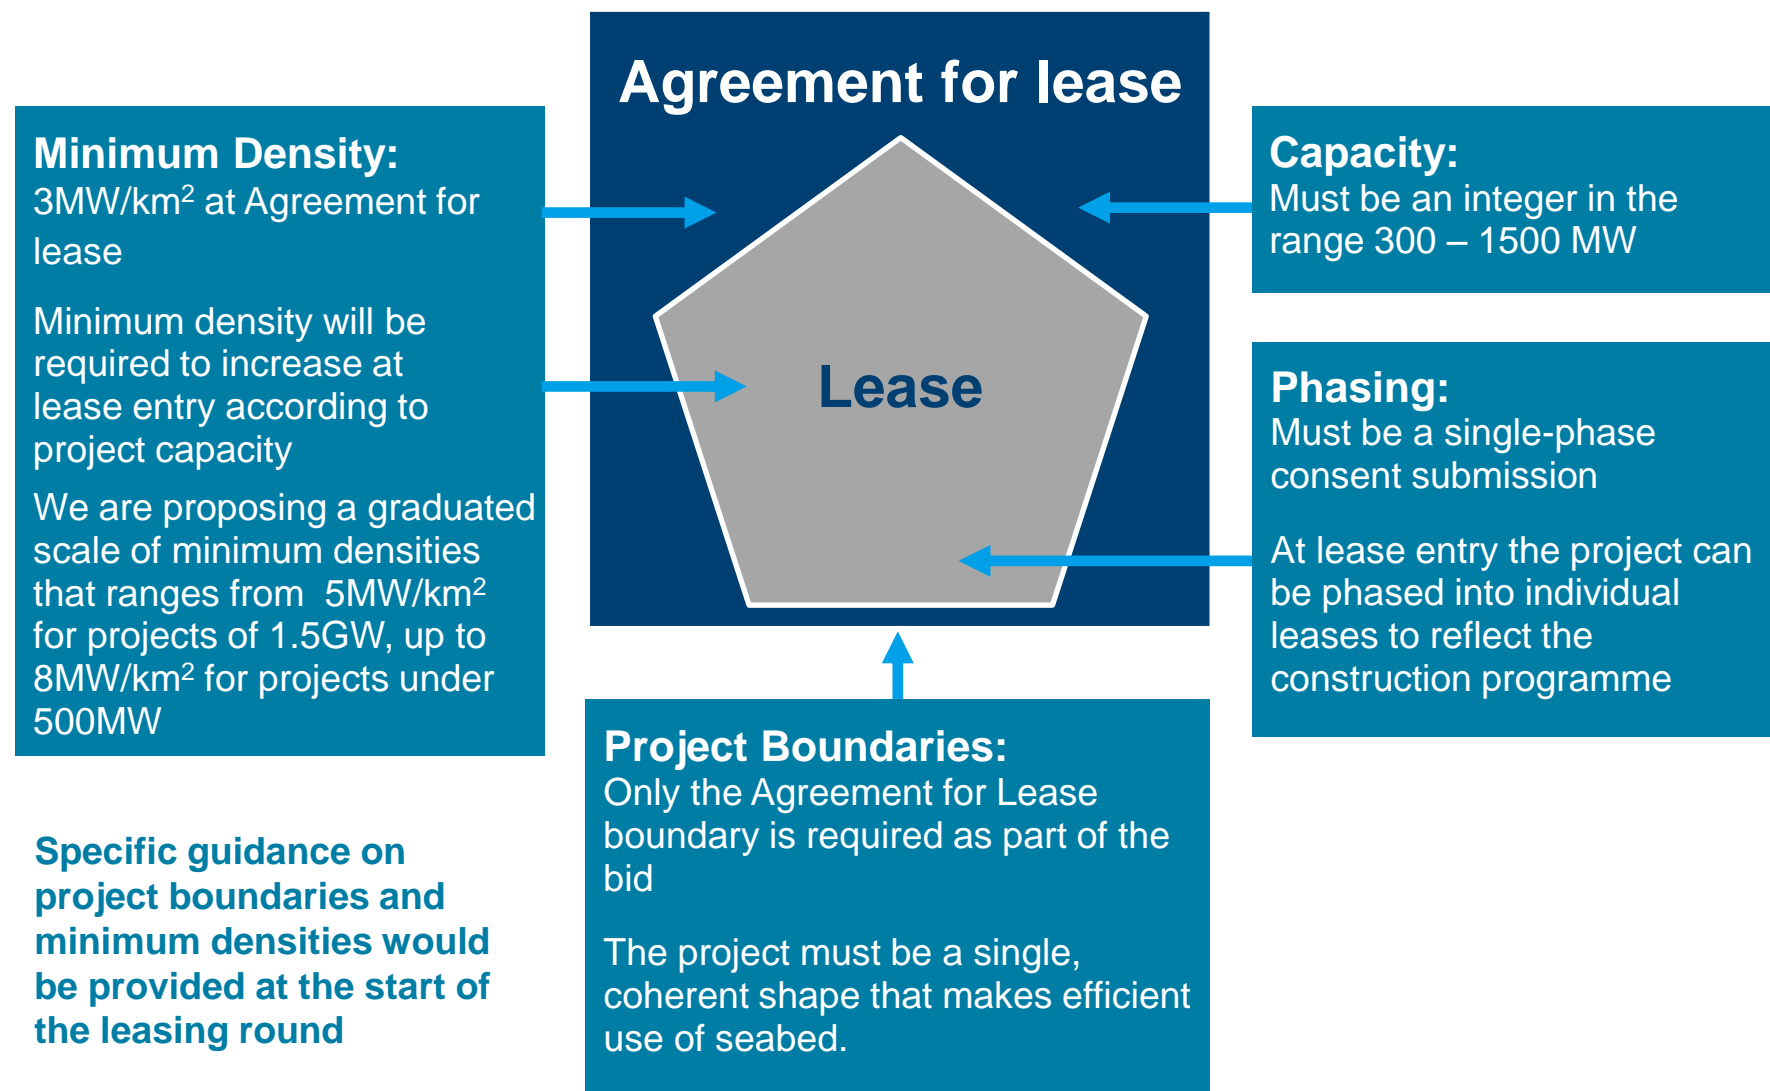 Agreement for lease
Lease
Minimum Density:
3MW/km² at Agreement for
lease
Minimum density will be
required to increase at
lease entry according to
project capacity
We are proposing a graduated
scale of minimum densities
that ranges from  5MW/km²
for projects of 1.5GW, up to
8MW/km² for projects under
500MW
Capacity:
Must be an integer in the
range 300 – 1500 MW
Phasing:
Must be a single-phase
consent submission
At lease entry the project can
be phased into individual
leases to reflect the
construction programme
Project Boundaries:
Only the Agreement for Lease
boundary is required as part of the
bid
The project must be a single,
coherent shape that makes efficient
use of seabed.
Specific guidance on
project boundaries and
minimum densities would
be provided at the start of
the leasing round